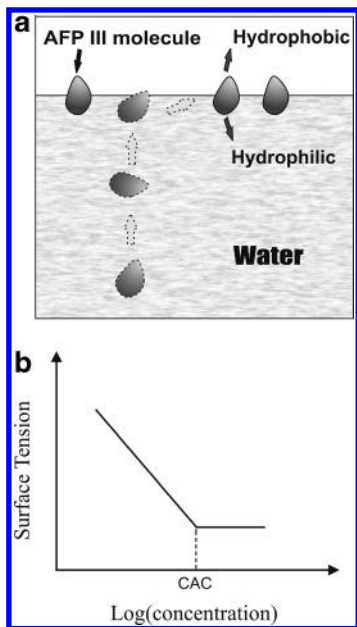 a
AFP III molecule
Hydrophobic
Hydrophilic
Water
b
Surface Tension
CAC
Log(concentration)